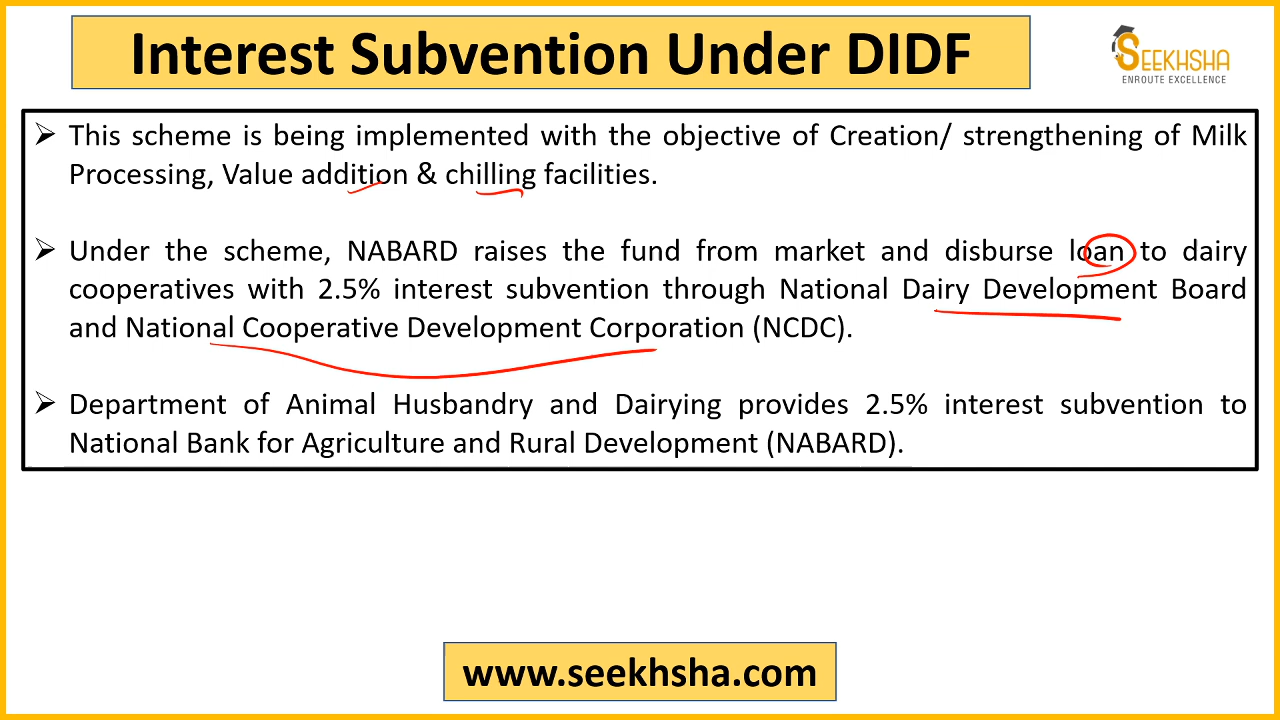 Interest Subvention Under DIDF
SEEKHSHA
ENROUTE EXCELLENCE
➢ This scheme is being implemented with the objective of Creation/ strengthening of Milk
Processing, Value addition & chilling facilities.
➢ Under the scheme, NABARD raises the fund from market and disburse loan to dairy
cooperatives with 2.5% interest subvention through National Dairy Development Board
and National Cooperative Development Corporation (NCDC).
➢ Department of Animal Husbandry and Dairying provides 2.5% interest subvention to
National Bank for Agriculture and Rural Development (NABARD).
www.seekhsha.com